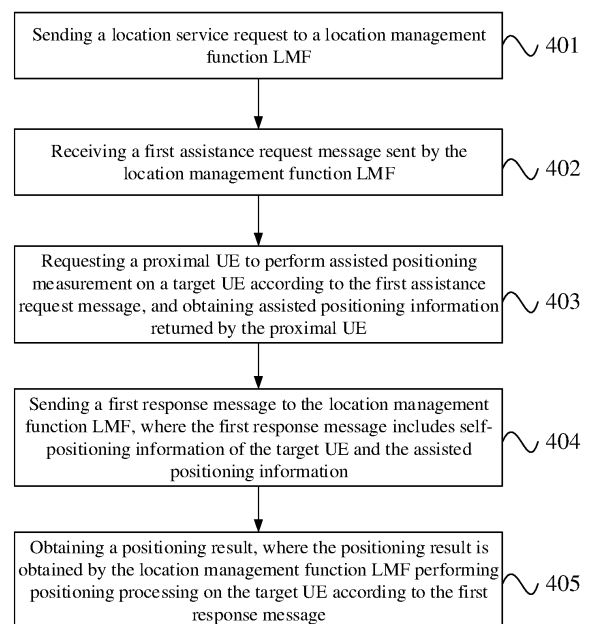 Sending a location service request to a location management
function LMF
401
Receiving a first assistance request message sent by the
location management function LMF
402
Requesting a proximal UE to perform assisted positioning
measurement on a target UE according to the first assistance
request message, and obtaining assisted positioning information
returned by the proximal UE
403
Sending a first response message to the location management
function LMF, where the first response message includes self-
positioning information of the target UE and the assisted
positioning information
404
Obtaining a positioning result, where the positioning result is
obtained by the location management function LMF performing
positioning processing on the target UE according to the first
response message
405